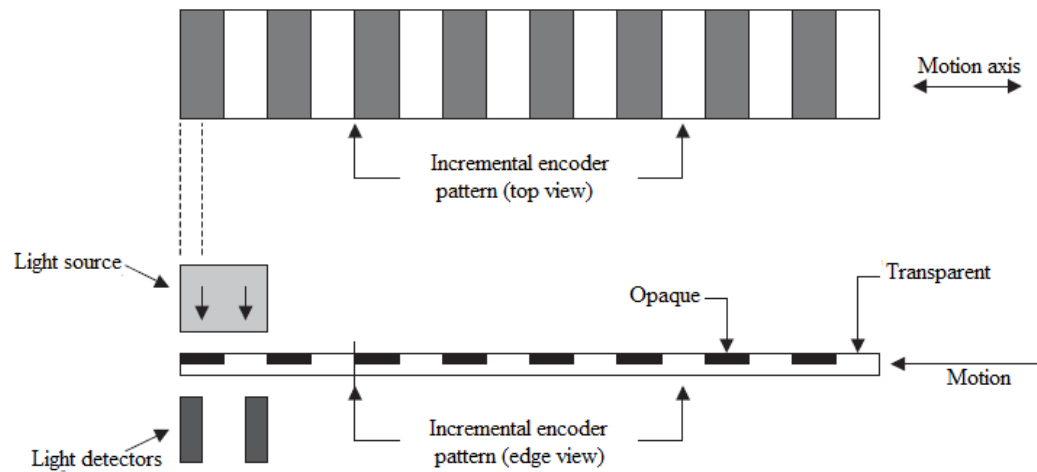 Motion axis
Incremental encoder
pattern (top view)
Light source
Transparent
Opaque
Motion
Incremental encoder
pattern (edge view)
Light detectors